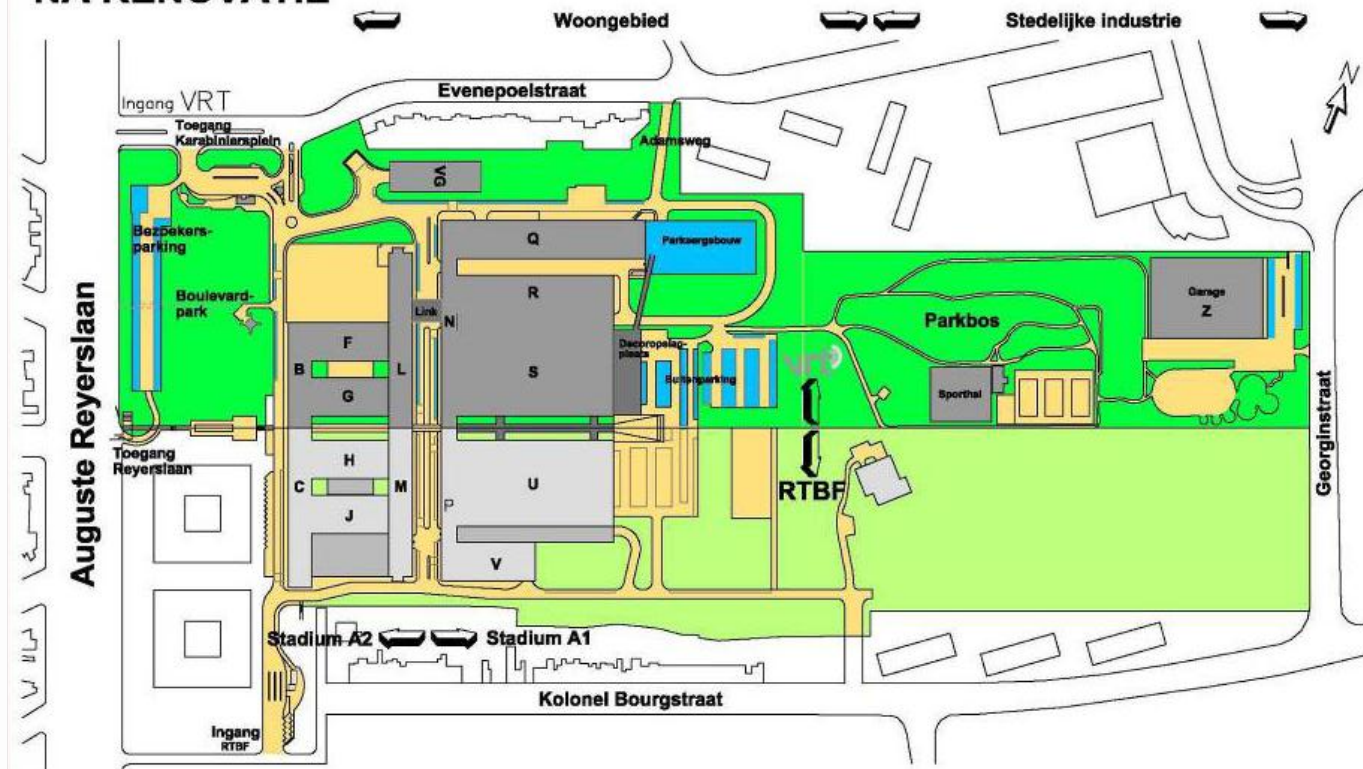 NA RENOVATIE
Woongebied
Stedelijke industrie
Evenepoelstraat
Ingang VRT
Toegang
Karabiniersplein
Adamsweg
N
VG
Bezoekers-
parking
Q
Parkeergebouw
Boulevard-
park
Link
N
R
Decoropslag-
plaats
Parkbos
Garage
Z
F
B
L
G
S
Buitenparking
vrt
Sporthal
Auguste Reyerslaan
Toegang
Reyerslaan
H
C
M
J
P
U
V
RTBF
Georginstraat
Stadium A2
Stadium A1
Kolonel Bourgstraat
Ingang
RTBF